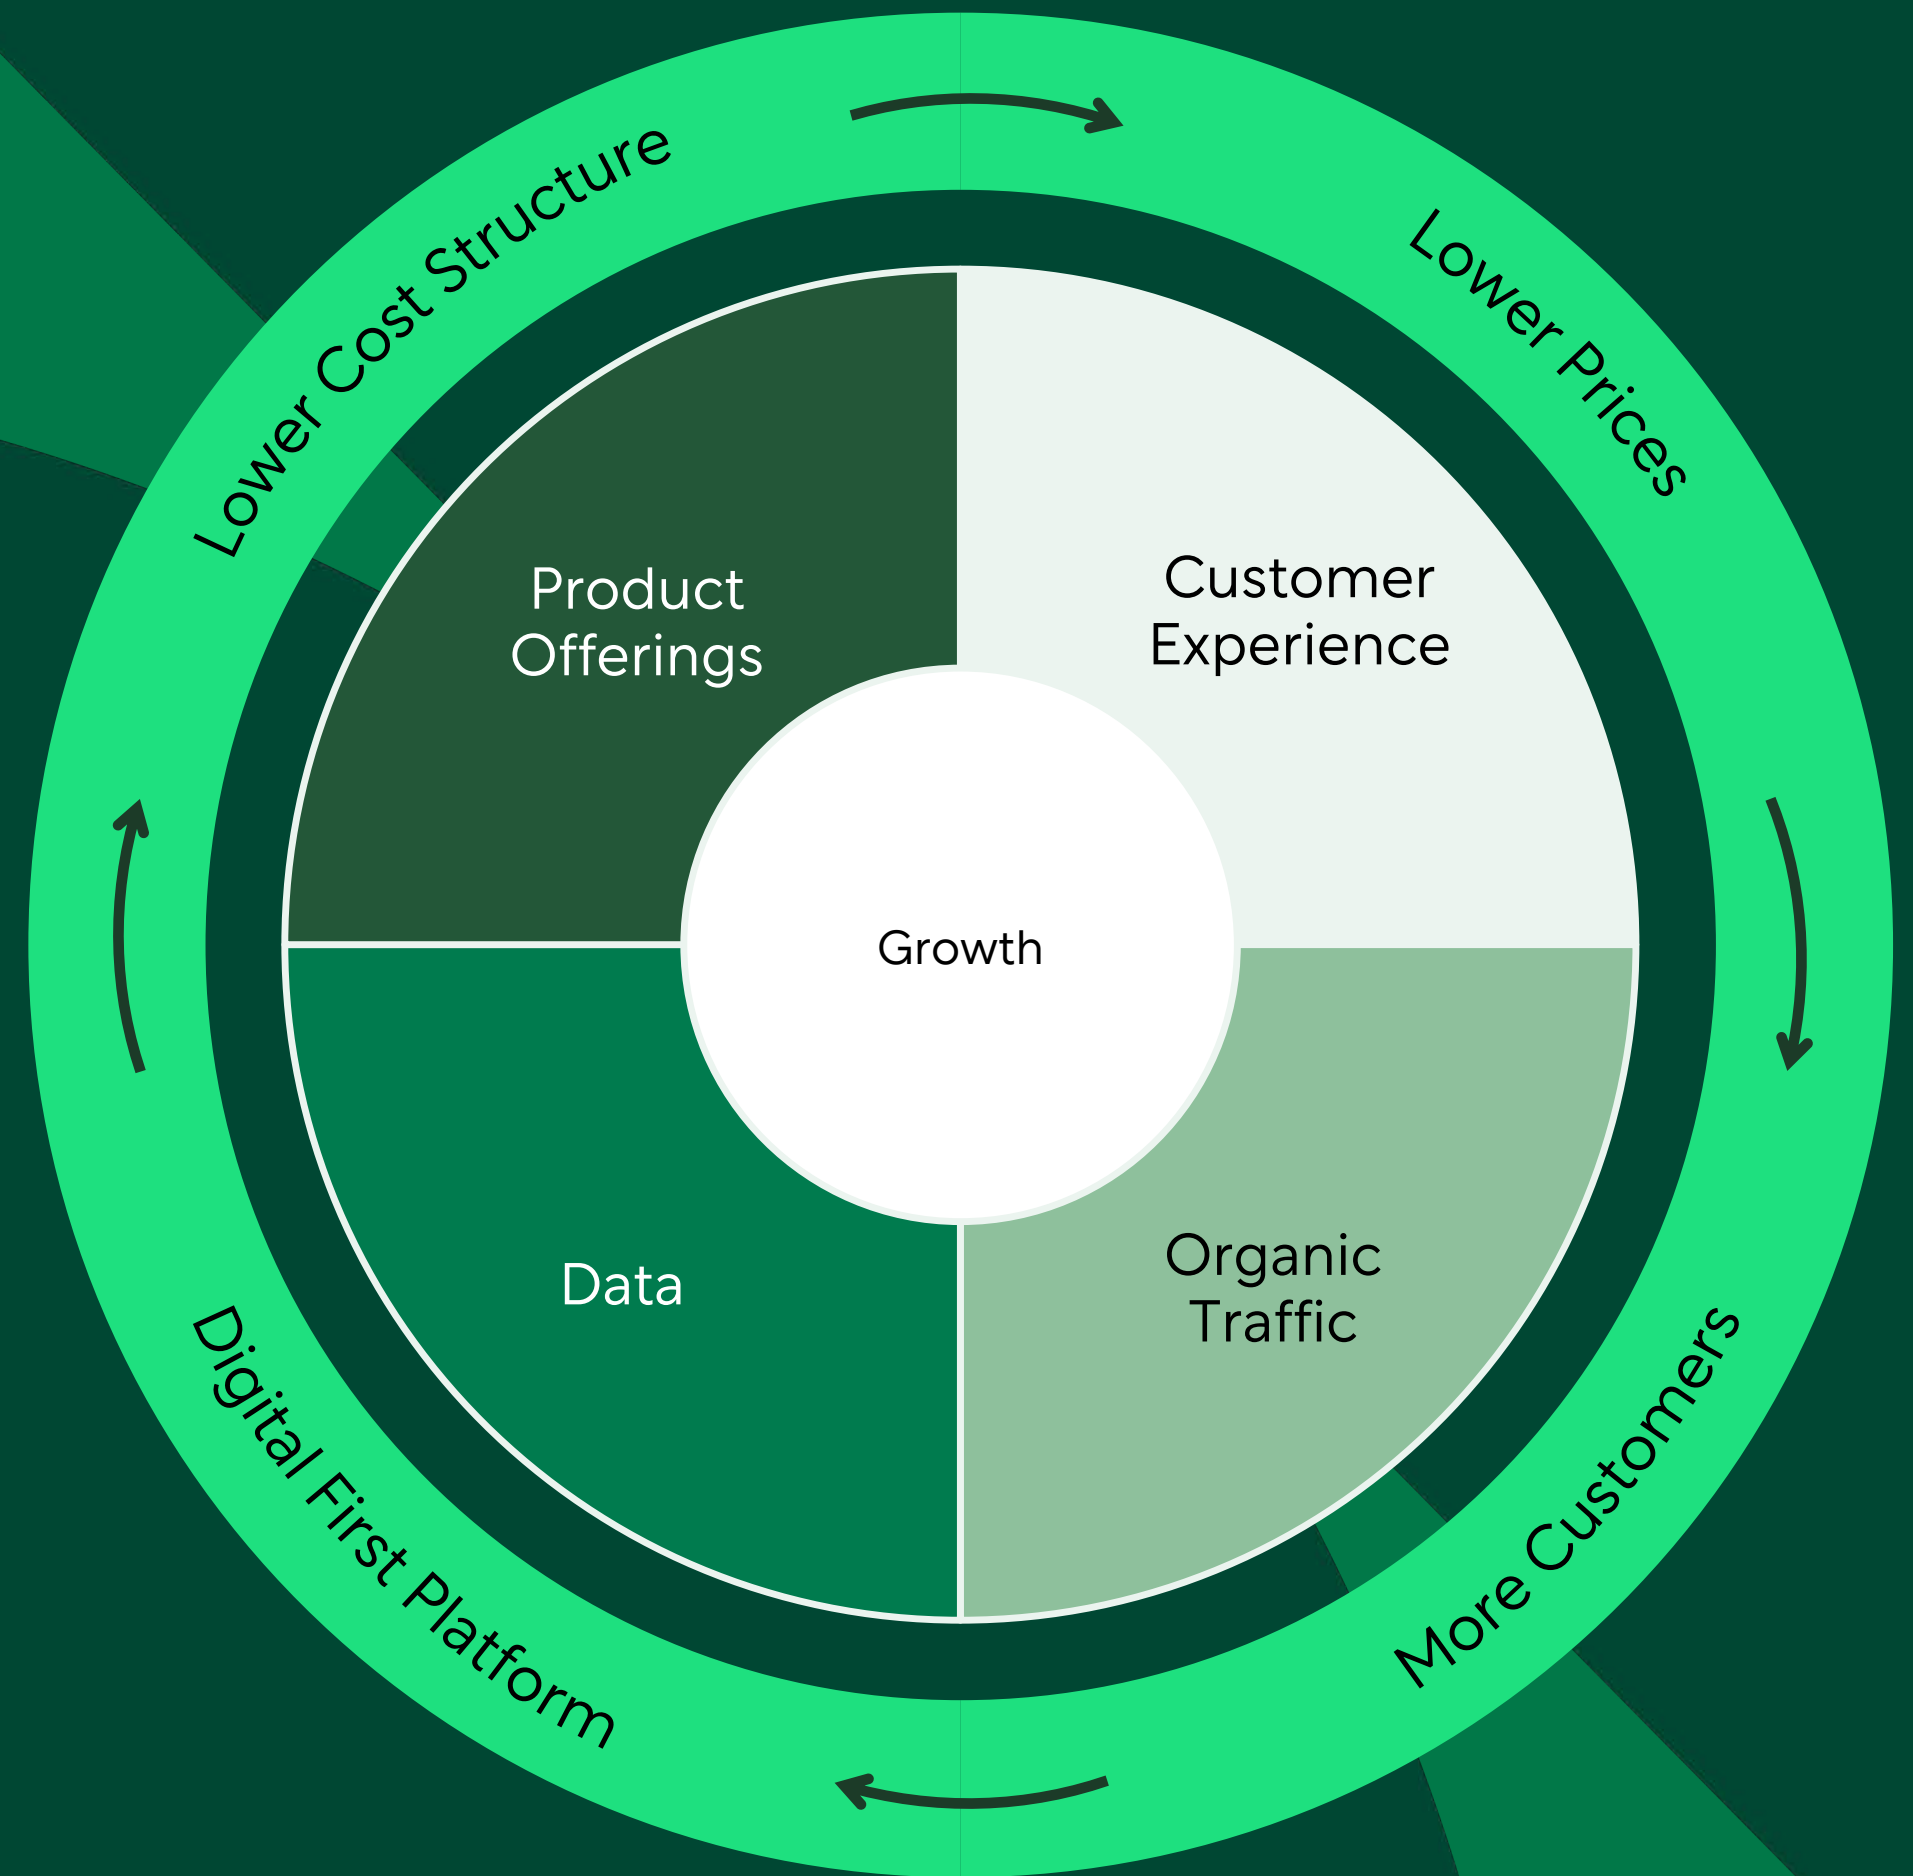 Lower Cost Structure
Lower Prices
Product
Offerings
Customer
Experience
Growth
Data
Organic
Traffic
Digital First Platform
More Customers